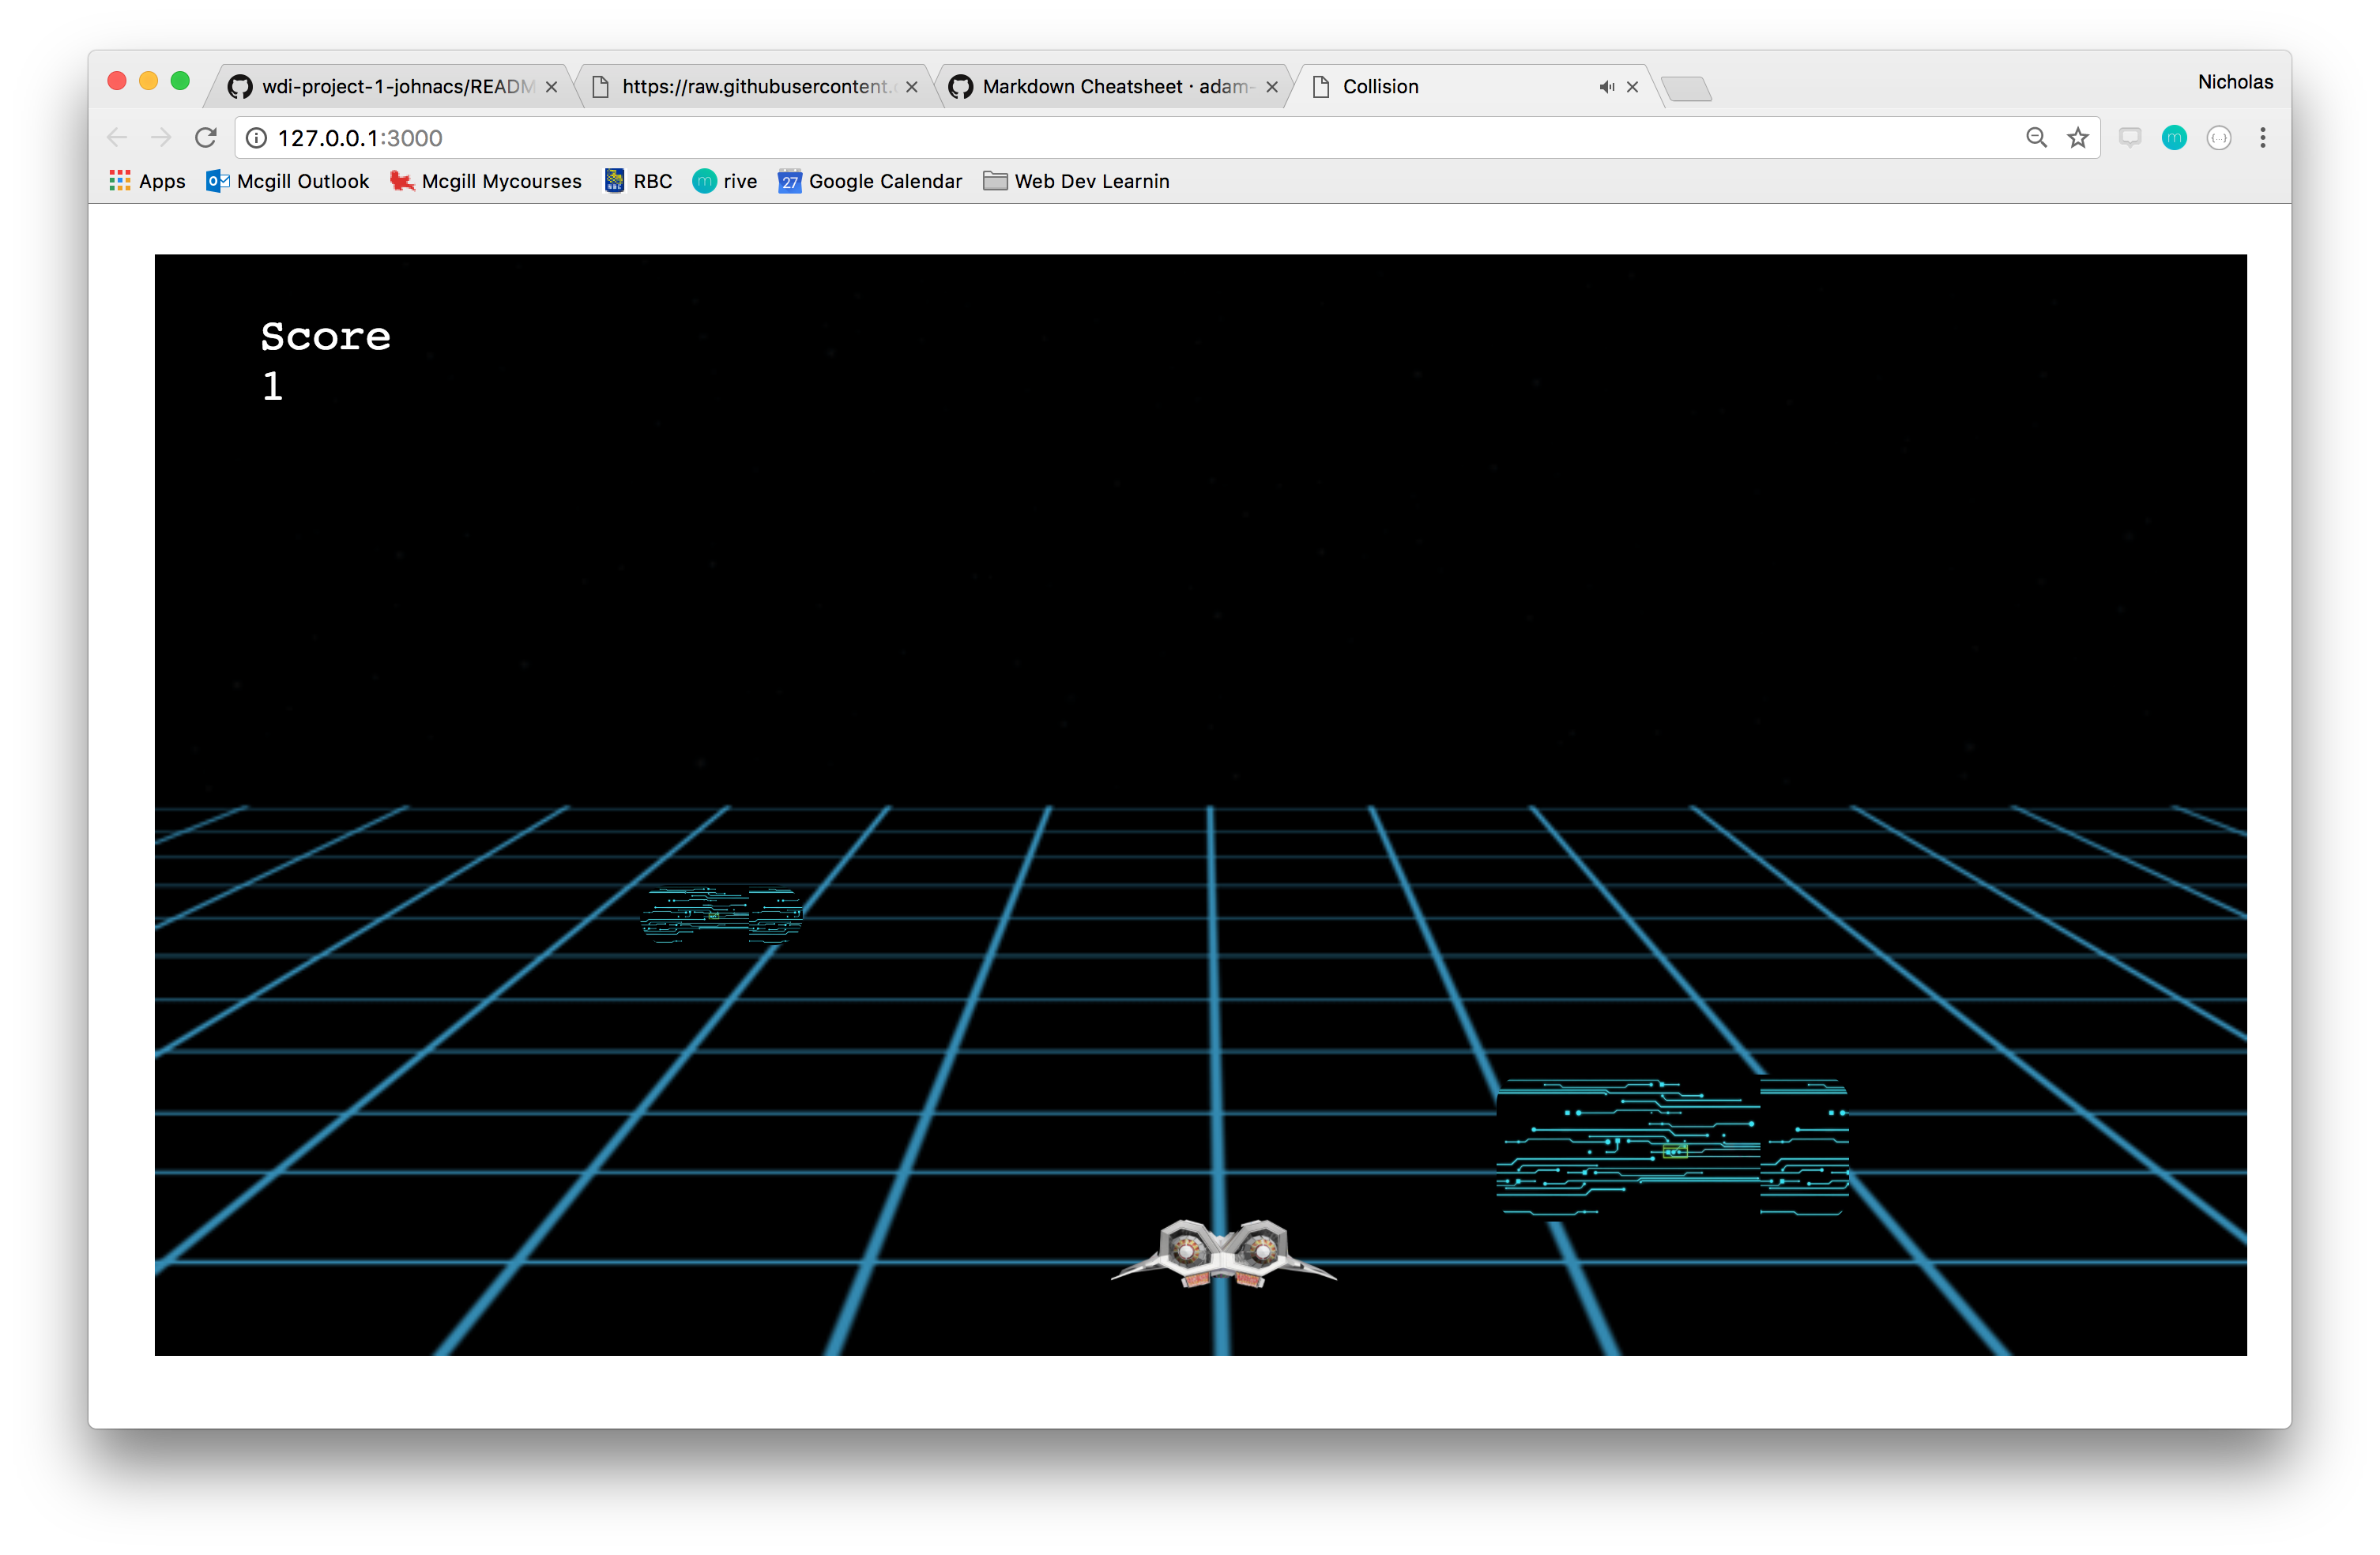 wdi-project-1-johnacs/READM
https://raw.githubusercontent.
Markdown Cheatsheet · adam-
Collision
Nicholas
127.0.0.1:3000
Apps
Mcgill Outlook
Mcgill Mycourses
RBC
rive
27
Google Calendar
Web Dev Learnin
Score
1